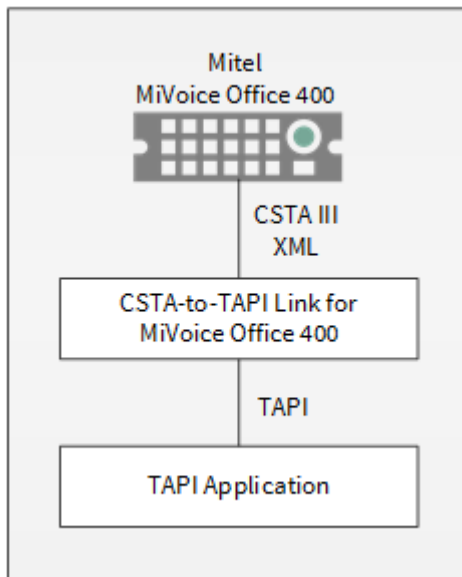 Mitel
MiVoice Office 400
CSTA III
XML
CSTA-to-TAPI Link for
MiVoice Office 400
TAPI
TAPI Application